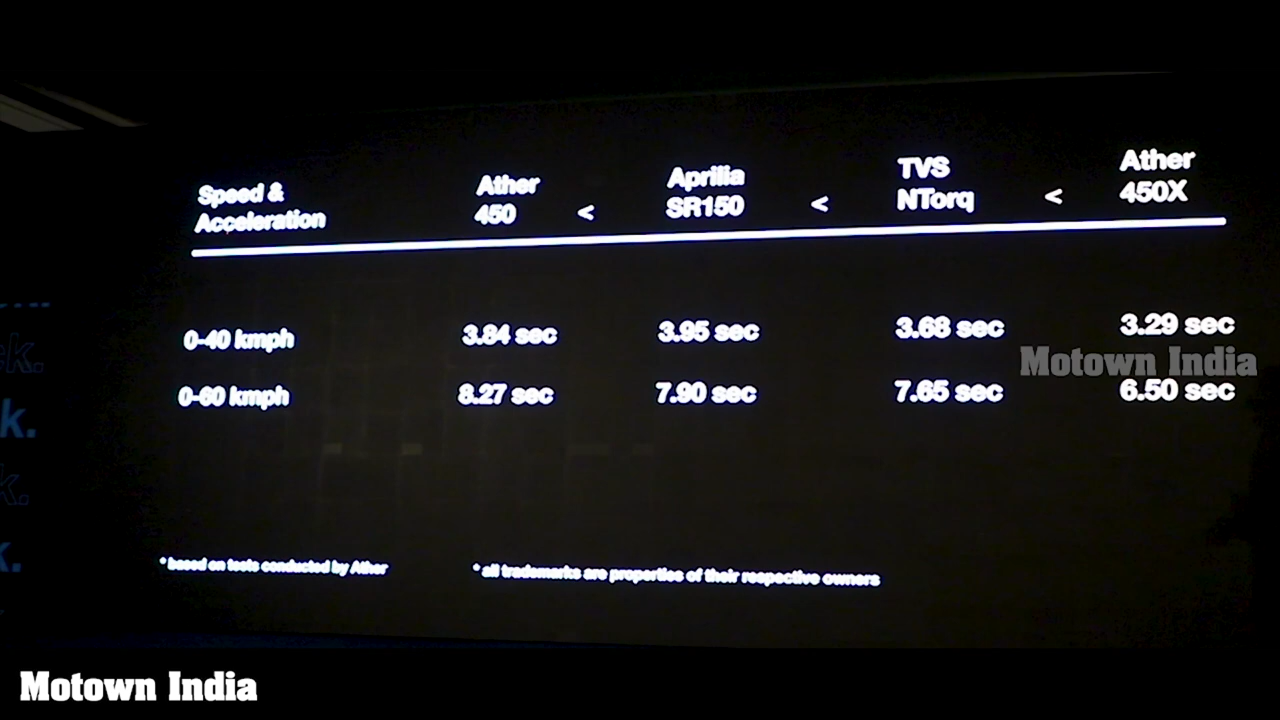 Speed & Acceleration Ather 450 < Aprilia SR150 < TVS NTorq < Ather 450X
0-40 kmph 3.84 sec 3.95 sec 3.68 sec 3.29 sec
Motown India
0-60 kmph 8.27 sec 7.90 sec 7.65 sec 6.50 sec
k.
k.
k.
k.
* based on tests conducted by Ather * all trademarks are properties of their respective owners
Motown India